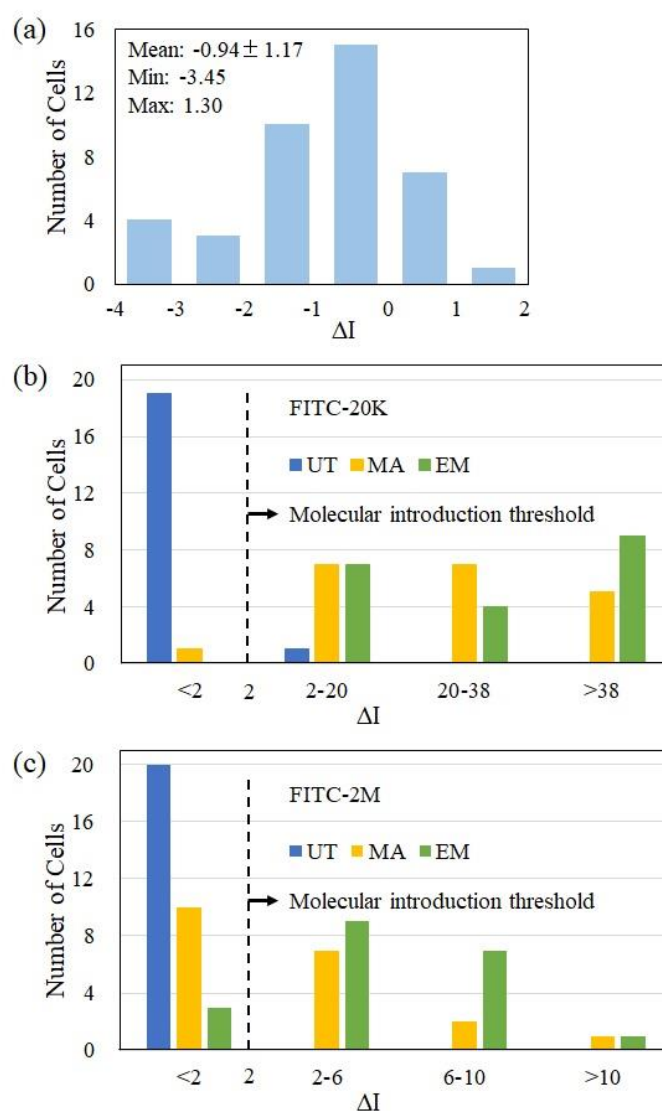 (a)
Number of Cells
16
12
8
4
0
Mean: -0.94 ± 1.17
Min: -3.45
Max: 1.30
-4 -3 -2 -1 0 1 2
ΔI
(b)
Number of Cells
20
16
12
8
4
0
FITC-20K
UT MA EM
Molecular introduction threshold
<2 2 2-20 20-38 >38
ΔI
(c)
Number of Cells
20
16
12
8
4
0
FITC-2M
UT MA EM
Molecular introduction threshold
<2 2 2-6 6-10 >10
ΔI